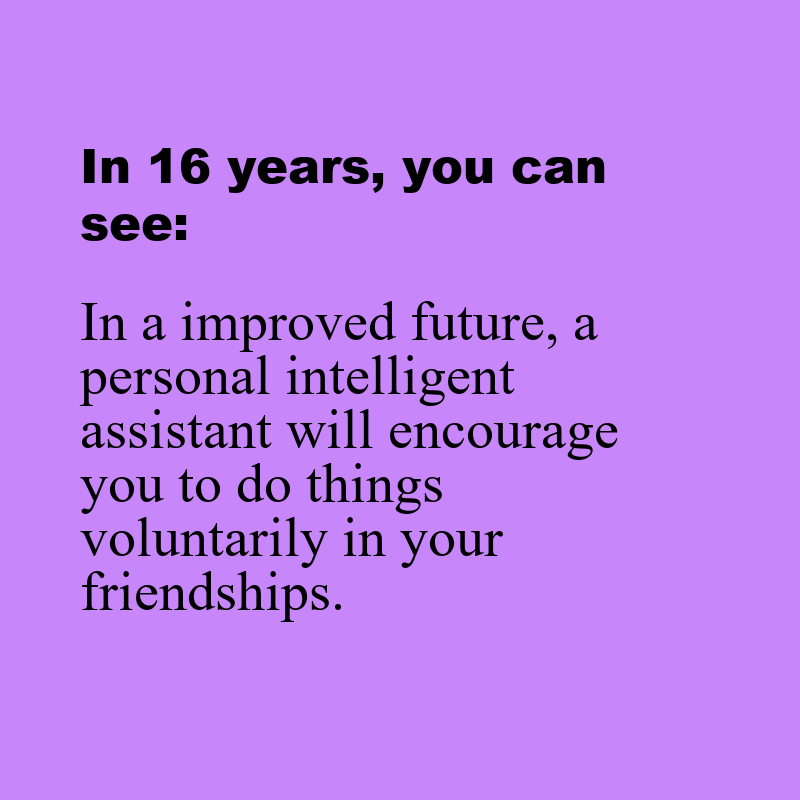 In 16 years, you can
see:
In a improved future, a
personal intelligent
assistant will encourage
you to do things
voluntarily in your
friendships.